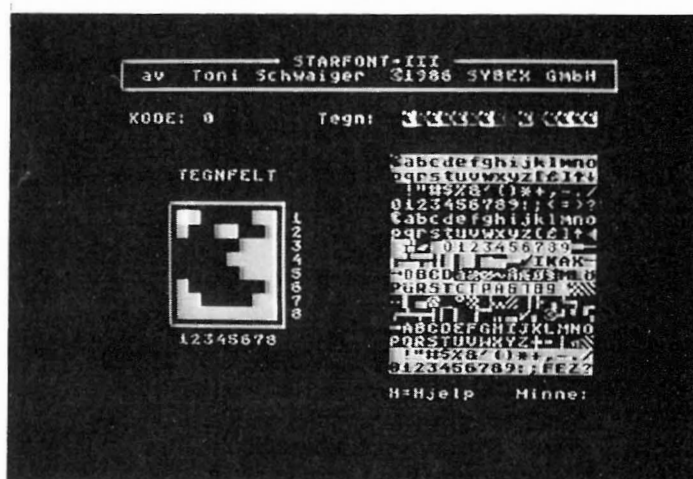 STARFONT-III
av Toni Schwaiger ©1986 SYBEX GmbH
KODE: 0 Tegn:
TEGNFELT
1
2
3
4
5
6
7
8
12345678
abcdefghijklmno
pqrstuvwxyz[£]↑
!"#$%&'()*+,-./
0123456789:;<=>?
abcdefghijklmno
pqrstuvwxyz[£]↑
0123456789
-ABCDEFGHIJKLMNO
PQRSTUVWXYZ
!"#$%&'()*+,-./
0123456789:;FEZ?
H=Hjelp Minne: